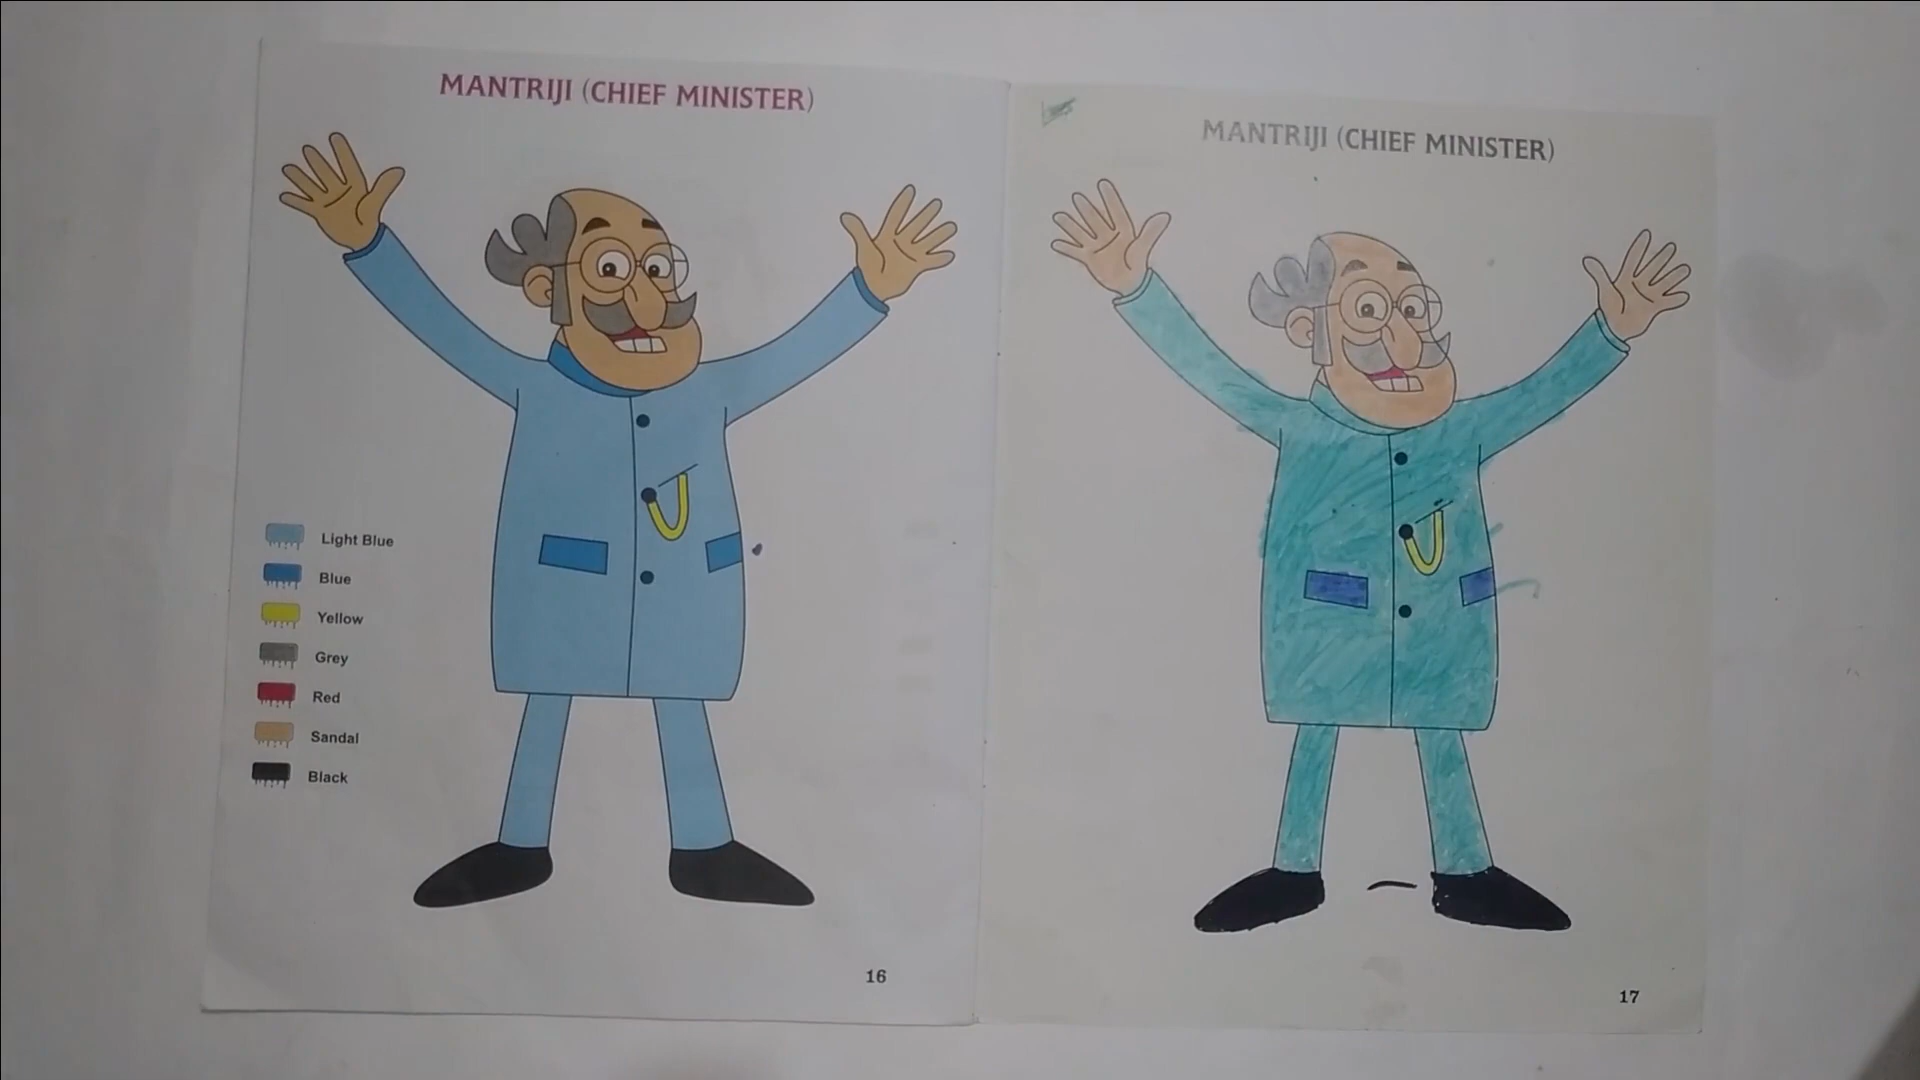 MANTRIJI (CHIEF MINISTER)
Light Blue
Blue
Yellow
Grey
Red
Sandal
Black
16
MANTRIJI (CHIEF MINISTER)
17